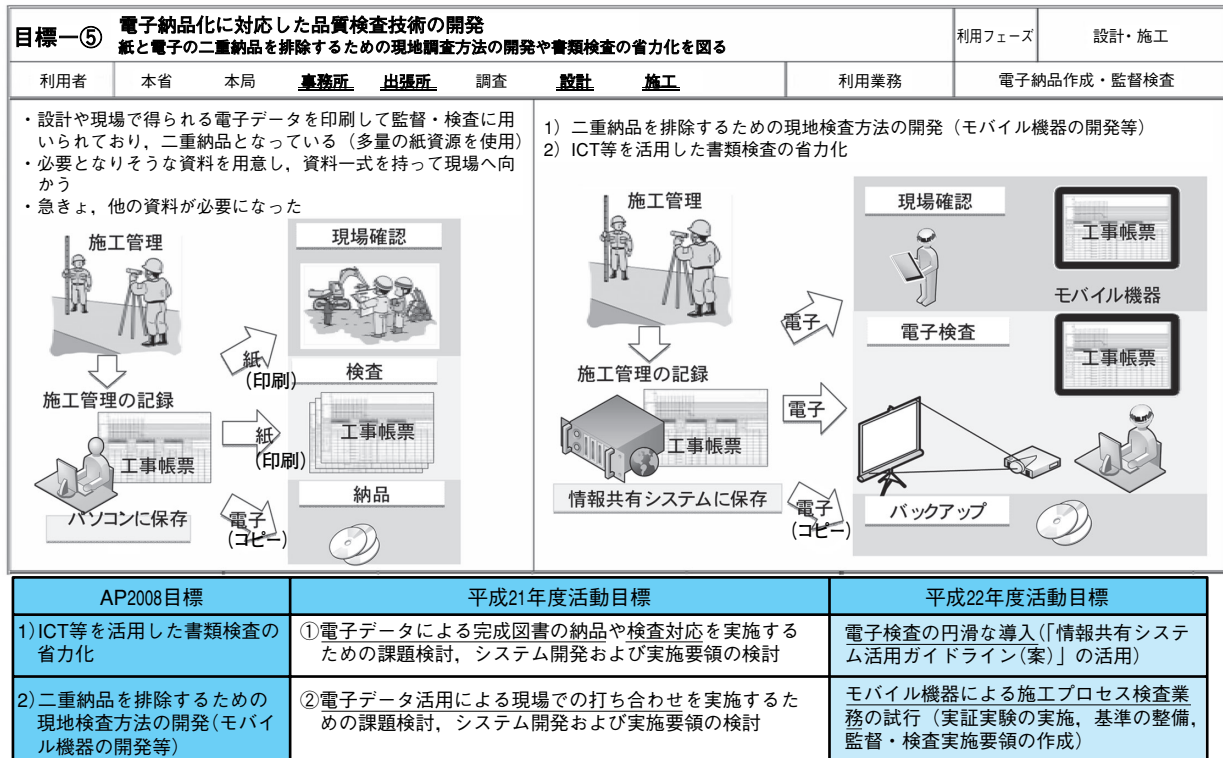 目標－⑤
電子納品化に対応した品質検査技術の開発
紙と電子の二重納品を排除するための現地調査方法の開発や書類検査の省力化を図る
利用フェーズ
設計・施工
利用者
本省
本局
事務所
出張所
調査
設計
施工
利用業務
電子納品作成・監督検査
・設計や現場で得られる電子データを印刷して監督・検査に用
いられており，二重納品となっている（多量の紙資源を使用）
・必要となりそうな資料を用意し，資料一式を持って現場へ向
かう
・急きょ，他の資料が必要になった
施工管理
現場確認
紙
（印刷）
施工管理の記録
検査
工事帳票
紙
（印刷）
工事帳票
パソコンに保存
電子
（コピー）
納品
1）二重納品を排除するための現地検査方法の開発（モバイル機器の開発等）
2）ICT等を活用した書類検査の省力化
施工管理
現場確認
工事帳票
モバイル機器
電子
施工管理の記録
電子検査
工事帳票
電子
工事帳票
情報共有システムに保存
電子
（コピー）
バックアップ
AP2008目標
平成21年度活動目標
平成22年度活動目標
1)ICT等を活用した書類検査の
省力化
①電子データによる完成図書の納品や検査対応を実施する
ための課題検討，システム開発および実施要領の検討
電子検査の円滑な導入(「情報共有システ
ム活用ガイドライン(案)」の活用)
2)二重納品を排除するための
現地検査方法の開発(モバイ
ル機器の開発等)
②電子データ活用による現場での打ち合わせを実施するた
めの課題検討，システム開発および実施要領の検討
モバイル機器による施工プロセス検査業
務の試行（実証実験の実施，基準の整備，
監督・検査実施要領の作成）